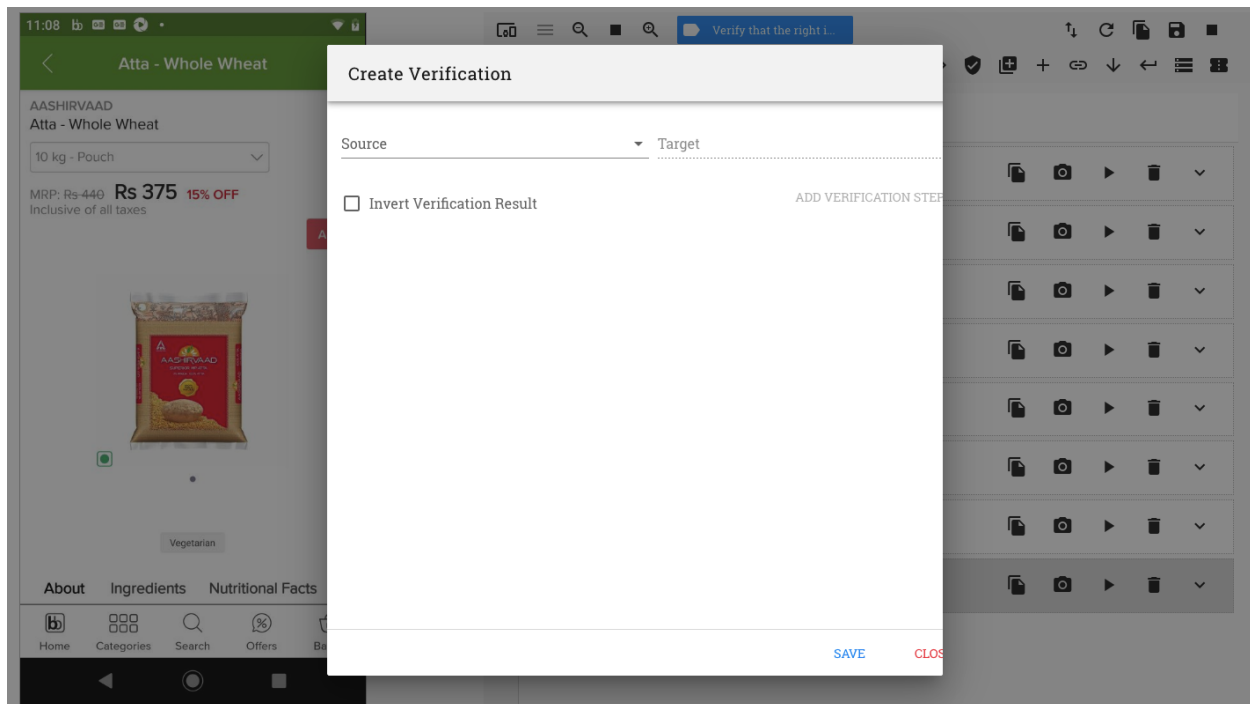 11:08
Atta - Whole Wheat
AASHIRVAAD
Atta - Whole Wheat
10 kg - Pouch
MRP: Rs 440 Rs 375 15% OFF
Inclusive of all taxes
A
AASHIRVAAD
Vegetarian
About Ingredients Nutritional Facts
Home Categories Search Offers Ba
Verify that the right i...
Create Verification
Source Target
Invert Verification Result
ADD VERIFICATION STEP
SAVE CLOS